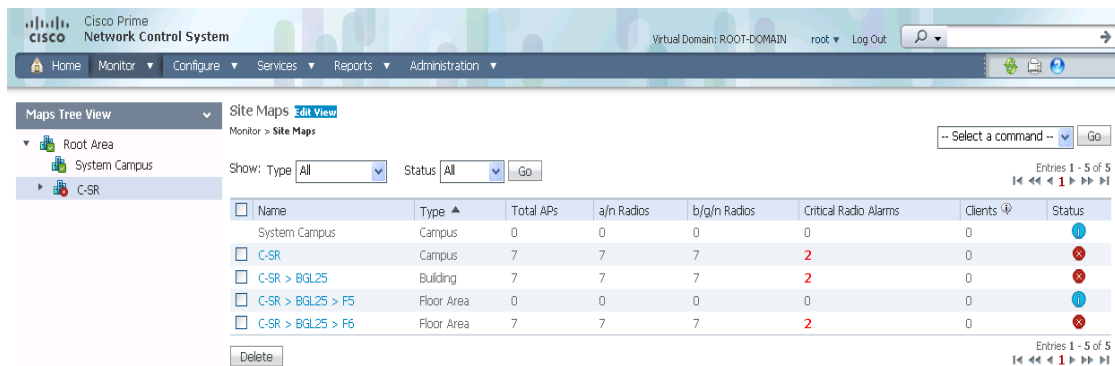 Cisco Prime
CISCO Network Control System
Virtual Domain: ROOT-DOMAIN root ▼ Log Out
Home Monitor ▼ Configure ▼ Services ▼ Reports ▼ Administration ▼
Maps Tree View
Root Area
System Campus
C-SR
Site Maps Edit View
Monitor > Site Maps
-- Select a command -- Go
Show: Type All Status All Go
Entries 1 - 5 of 5
1
Name Type ▲ Total APs a/n Radios b/g/n Radios Critical Radio Alarms Clients Status
System Campus Campus 0 0 0 0 0
C-SR Campus 7 7 7 2 0
C-SR > BGL25 Building 7 7 7 2 0
C-SR > BGL25 > F5 Floor Area 0 0 0 0 0
C-SR > BGL25 > F6 Floor Area 7 7 7 2 0
Delete
Entries 1 - 5 of 5
1